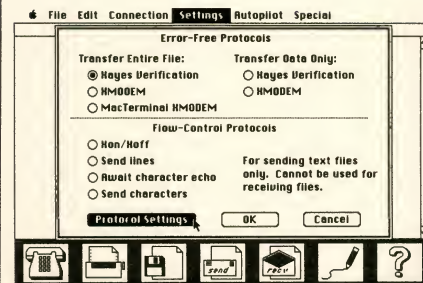 File Edit Connection Settings Autopilot Special
Error-Free Protocols
Transfer Entire File:
Hayes Verification
XMODEM
MacTerminal XMODEM
Transfer Data Only:
Hayes Verification
XMODEM
Flow-Control Protocols
Xon/Xoff
Send lines
Await character echo
Send characters
For sending text files
only. Cannot be used for
receiving files.
Protocol Settings
OK
Cancel
send
recv
?